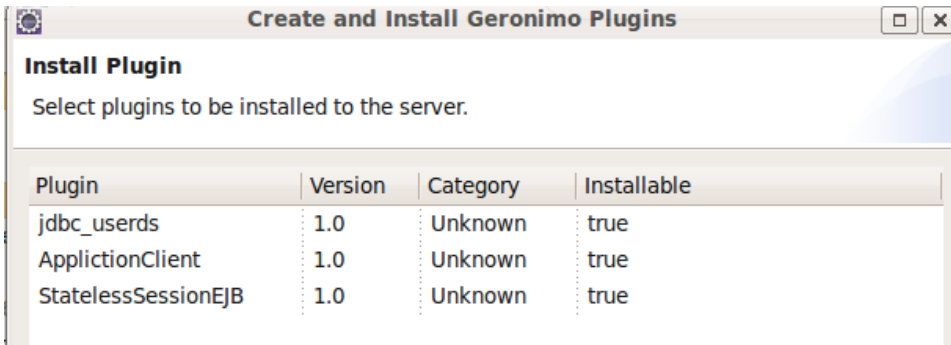 Create and Install Geronimo Plugins
Install Plugin
Select plugins to be installed to the server.
Plugin Version Category Installable
jdbc_userds 1.0 Unknown true
ApplictionClient 1.0 Unknown true
StatelessSessionEJB 1.0 Unknown true